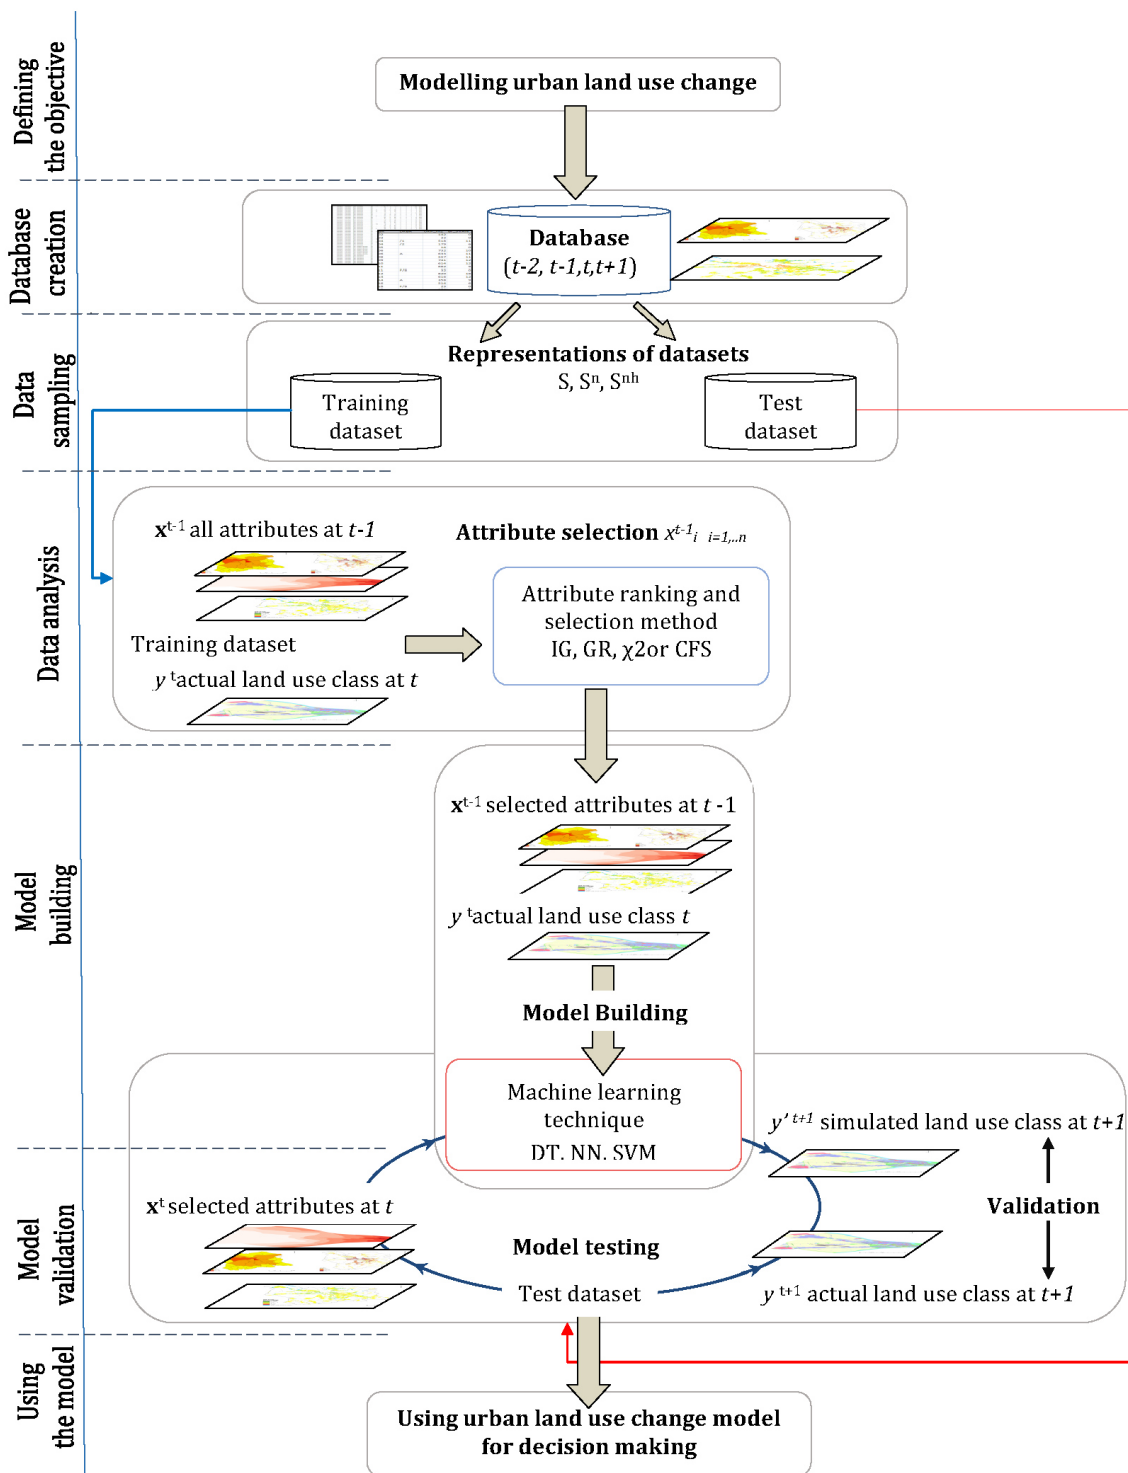 Defining
the objective
Modelling urban land use change
Database
creation
Database
(t-2, t-1,t,t+1)
Data
sampling
Representations of datasets
S, Sⁿ, Sⁿʰ
Training
dataset
Test
dataset
Data analysis
xᵗ⁻¹ all attributes at t-1
Attribute selection xᵗ⁻¹ᵢ i=1,..n
Attribute ranking and
selection method
IG, GR, χ2or CFS
Training dataset
y ᵗactual land use class at t
Model
building
xᵗ⁻¹ selected attributes at t -1
y ᵗactual land use class t
Model Building
Machine learning
technique
DT. NN. SVM
Model
validation
y’ ᵗ⁺¹ simulated land use class at t+1
xᵗ selected attributes at t
Validation
Model testing
Test dataset
y ᵗ⁺¹ actual land use class at t+1
Using
the model
Using urban land use change model
for decision making